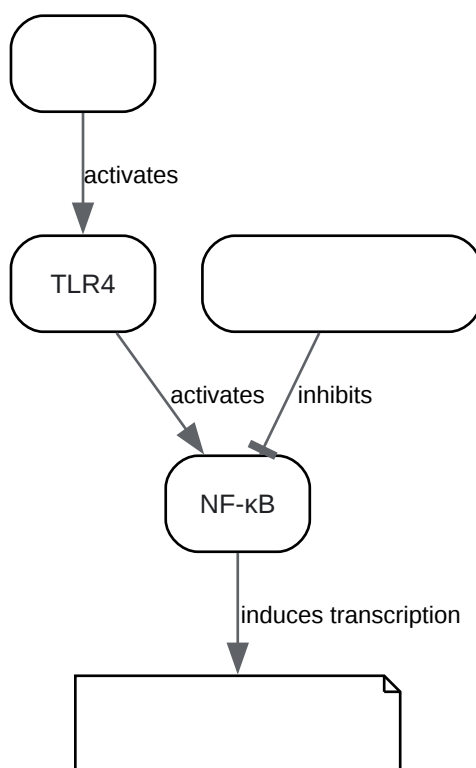 activates
TLR4
activates
inhibits
NF-κB
induces transcription